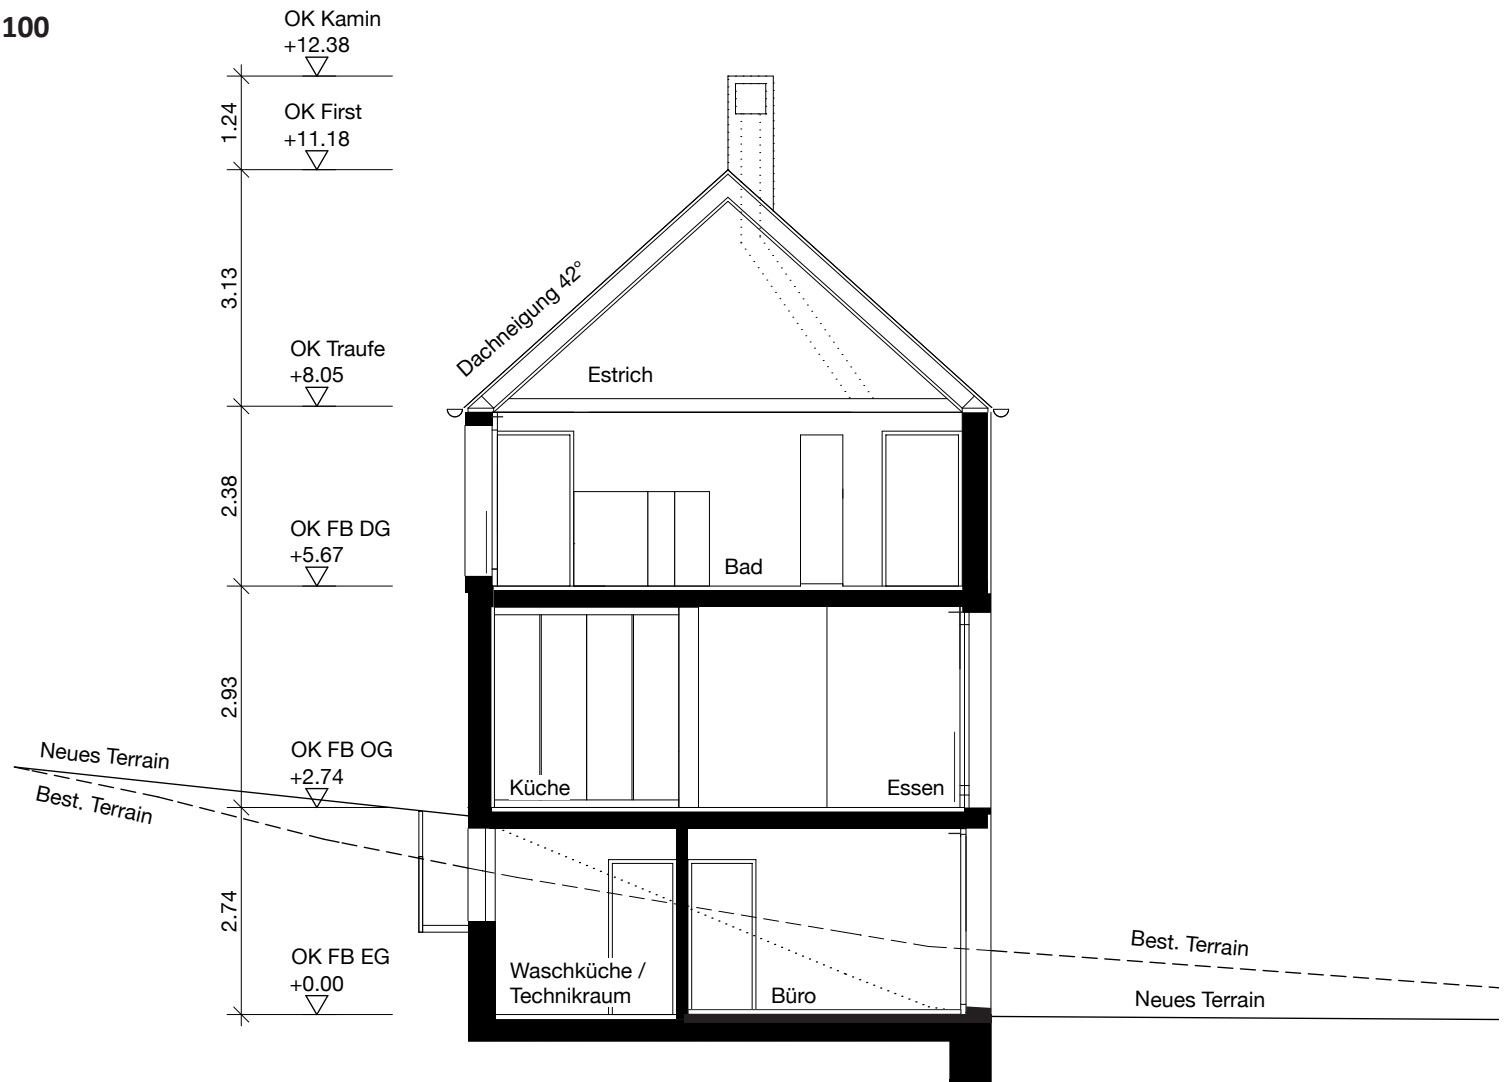 100
OK Kamin
+12.38
1.24
OK First
+11.18
3.13
Dachneigung 42°
OK Traufe
+8.05
Estrich
2.38
OK FB DG
+5.67
Bad
2.93
Neues Terrain
OK FB OG
+2.74
Best. Terrain
Küche
Essen
2.74
OK FB EG
+0.00
Waschküche /
Technikraum
Büro
Best. Terrain
Neues Terrain